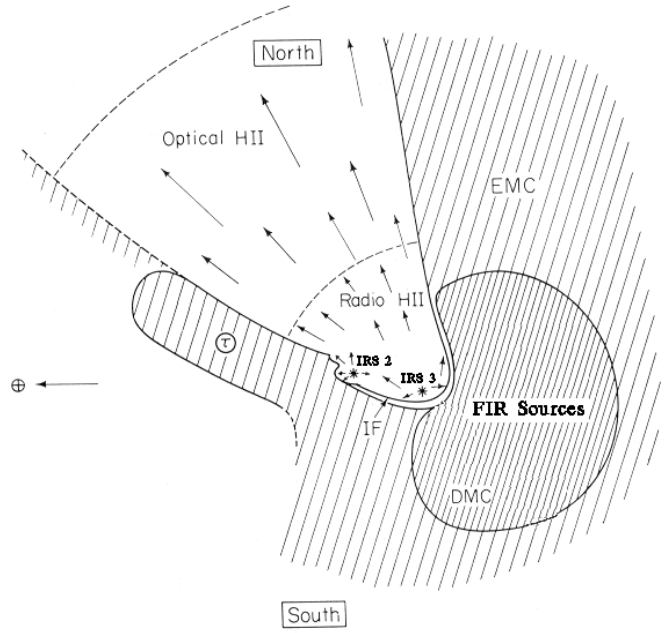 North
Optical HII
EMC
Radio HII
τ
IRS 2
IRS 3
FIR Sources
IF
DMC
South